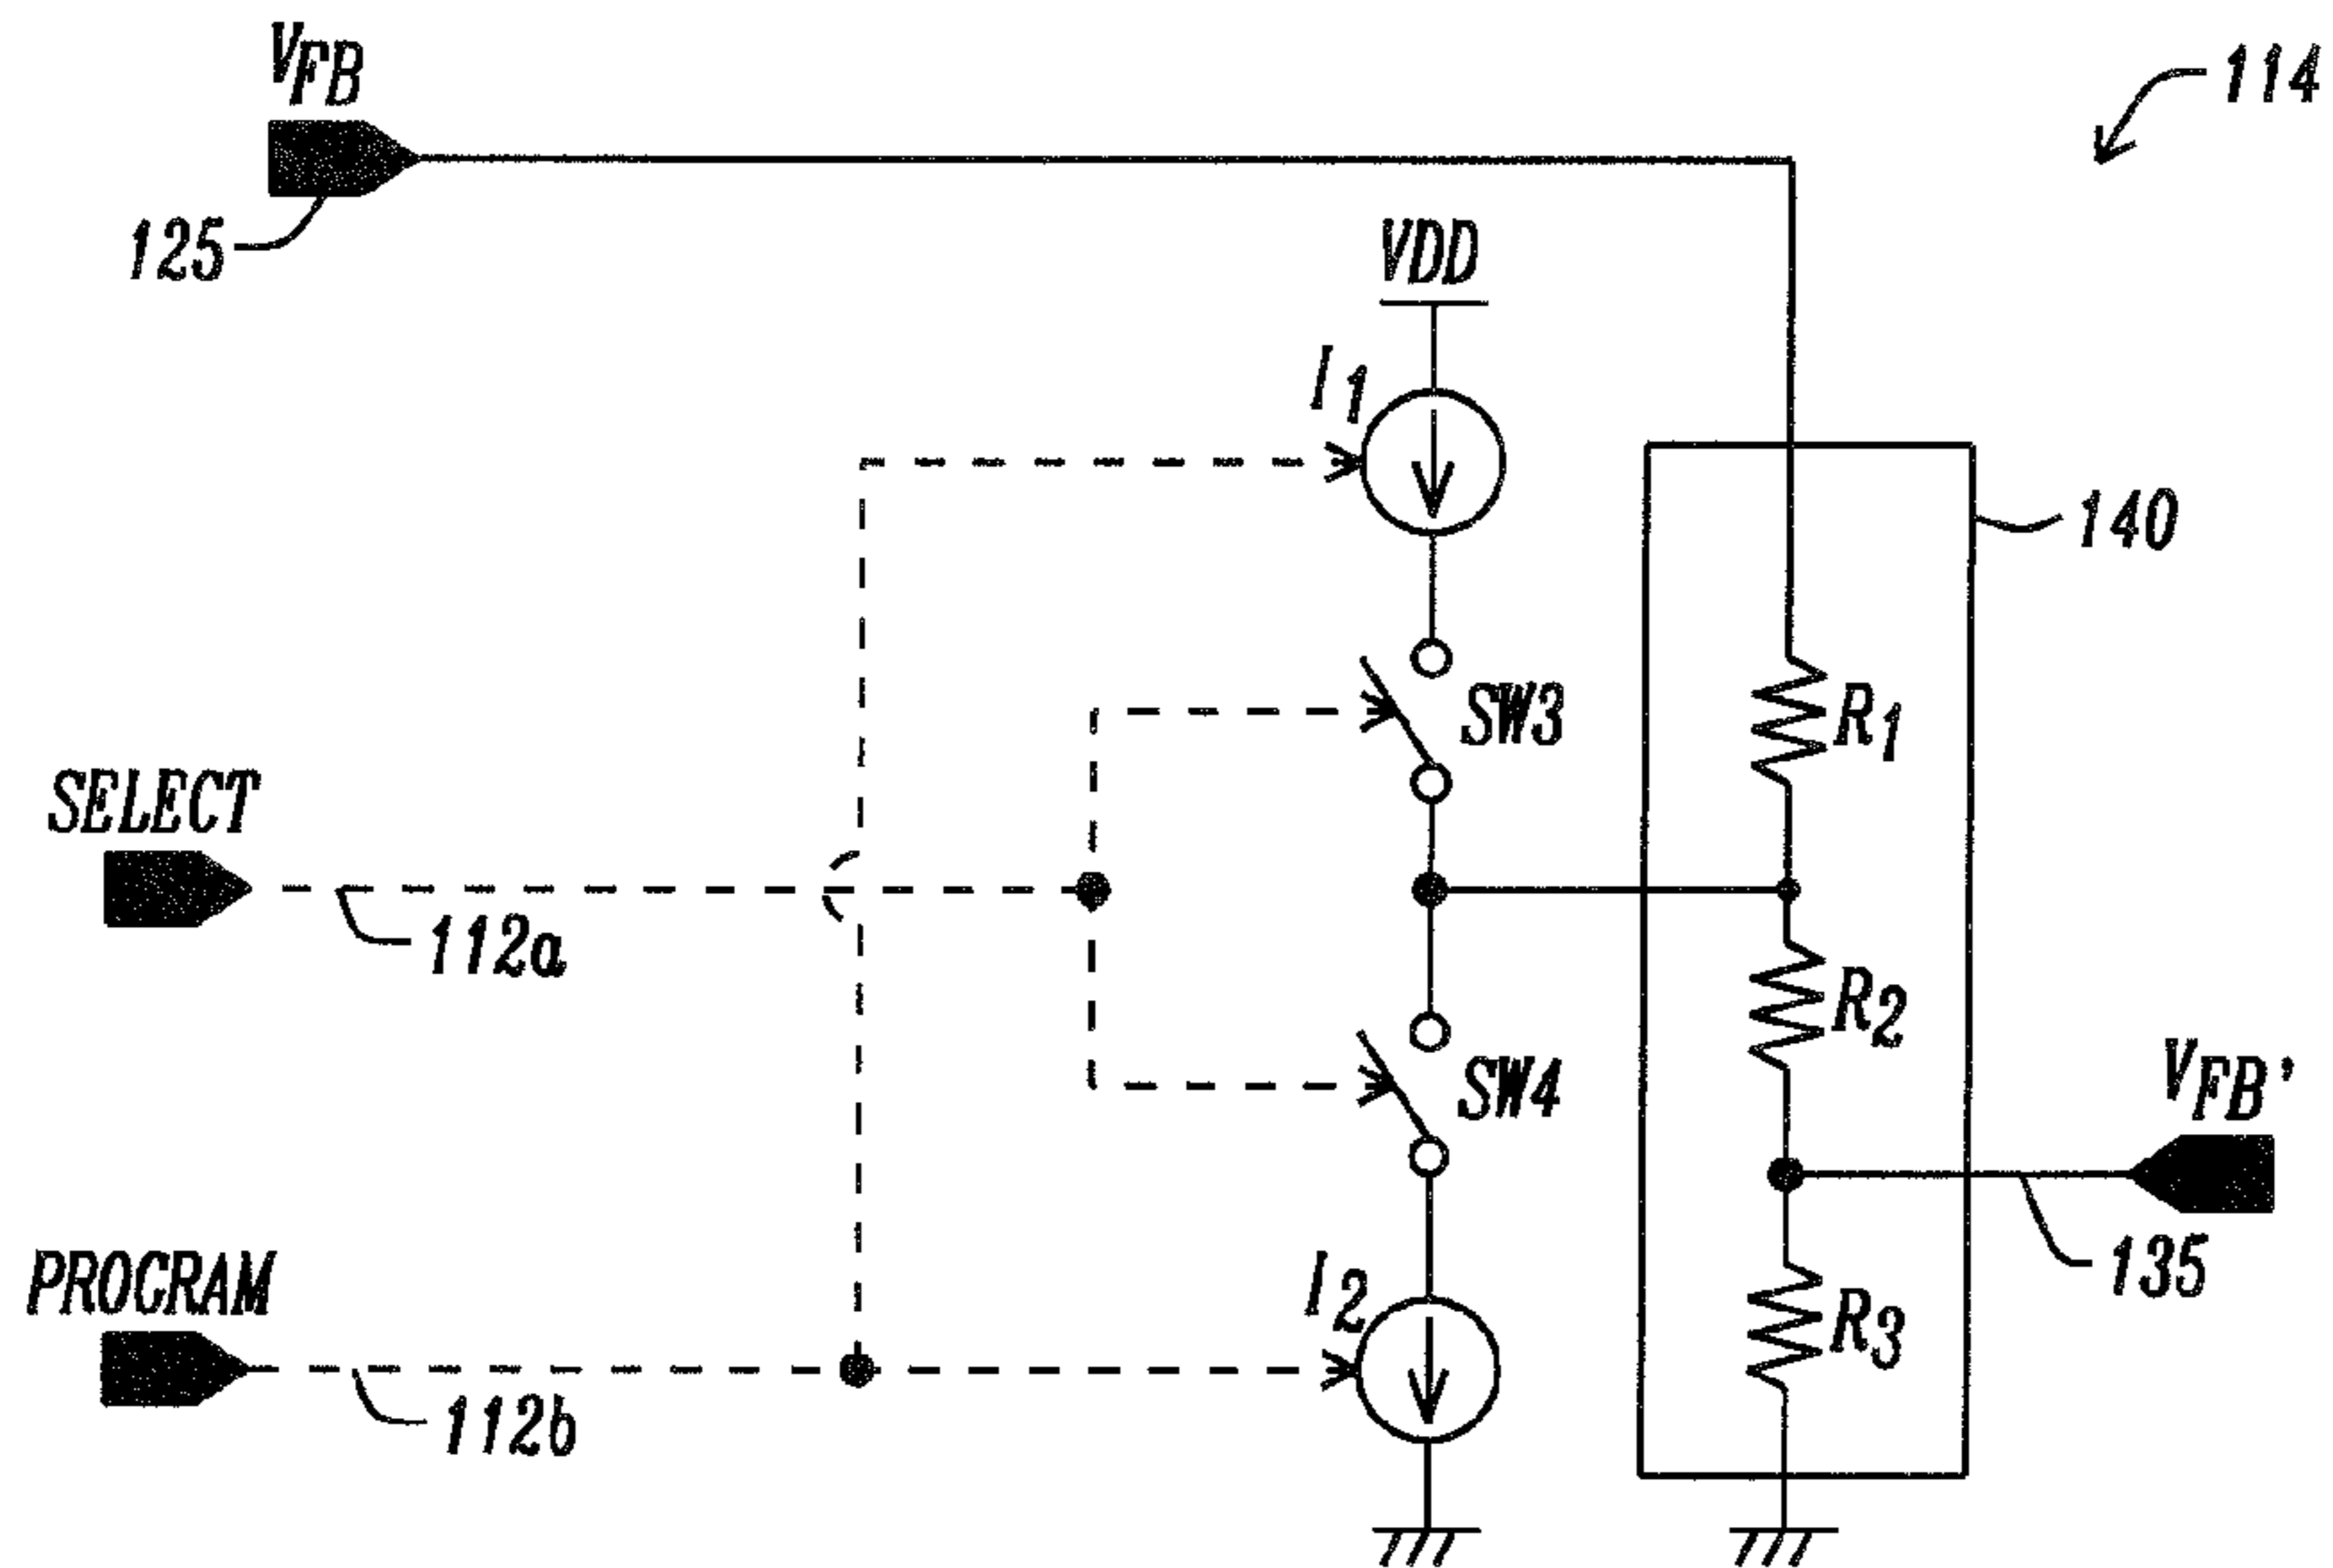 VFB
114
125
VDD
I1
140
SW3
R1
SELECT
112a
R2
SW4
VFB'
135
PROGRAM
I2
R3
112b